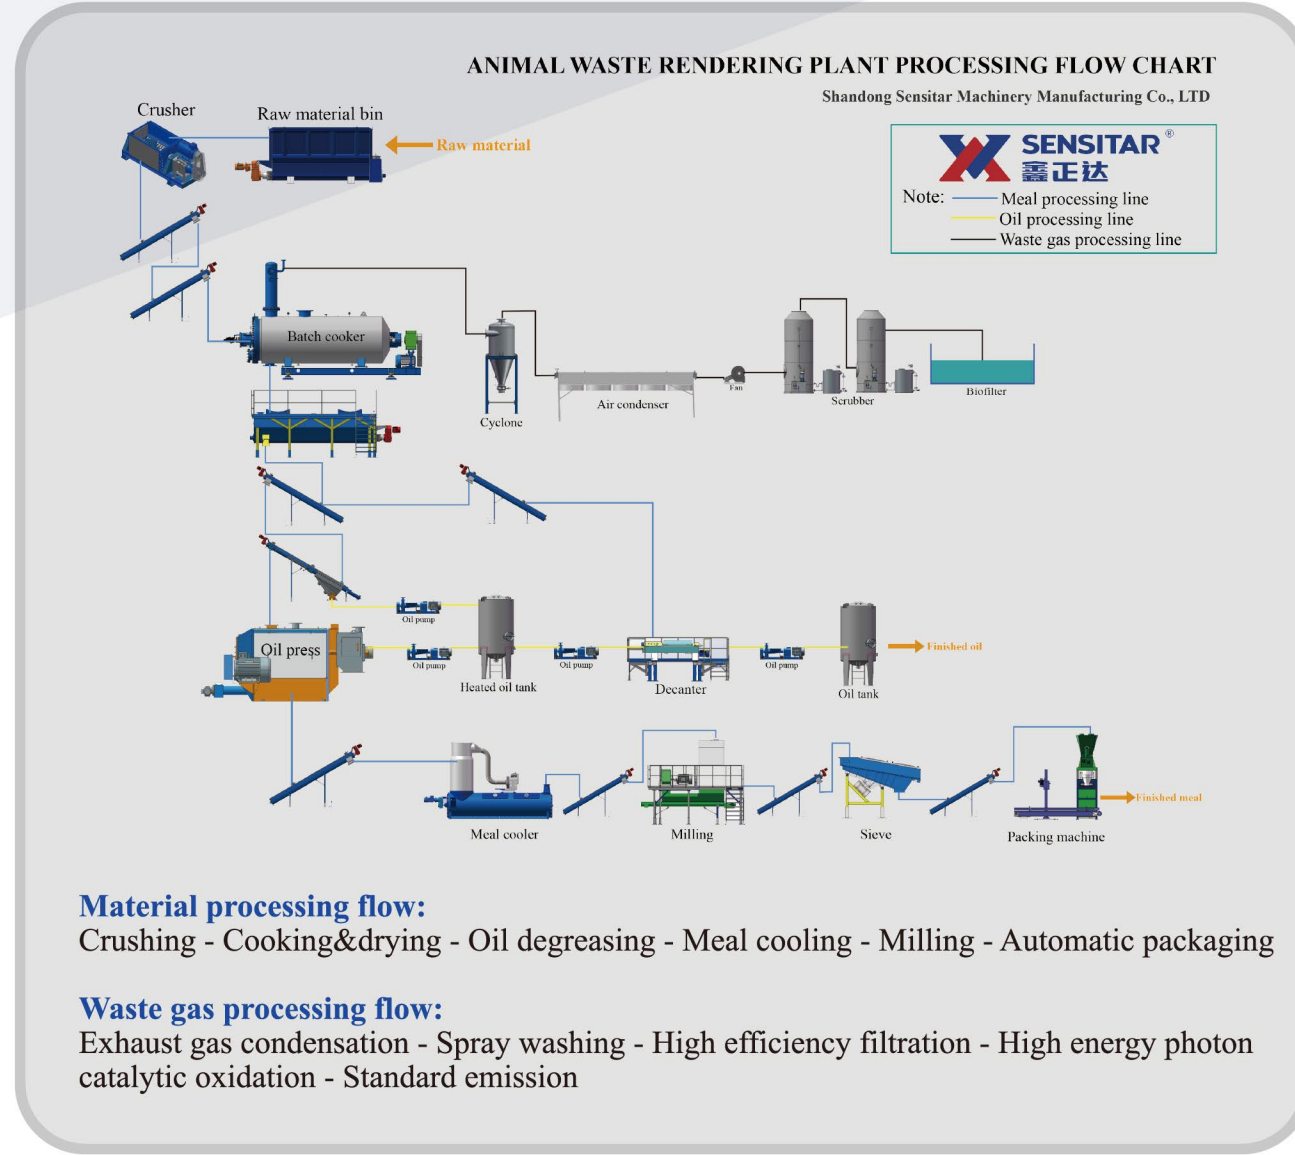 ANIMAL WASTE RENDERING PLANT PROCESSING FLOW CHART
Shandong Sensitar Machinery Manufacturing Co., LTD
SENSITAR®
鑫正达
Note:
Meal processing line
Oil processing line
Waste gas processing line
Crusher
Raw material bin
Raw material
Batch cooker
Cyclone
Air condenser
Fan
Scrubber
Biofilter
Oil pump
Oil press
Oil pump
Heated oil tank
Oil pump
Decanter
Oil pump
Oil tank
Finished oil
Meal cooler
Milling
Sieve
Packing machine
Finished meal
Material processing flow:
Crushing - Cooking&drying - Oil degreasing - Meal cooling - Milling - Automatic packaging
Waste gas processing flow:
Exhaust gas condensation - Spray washing - High efficiency filtration - High energy photon
catalytic oxidation - Standard emission